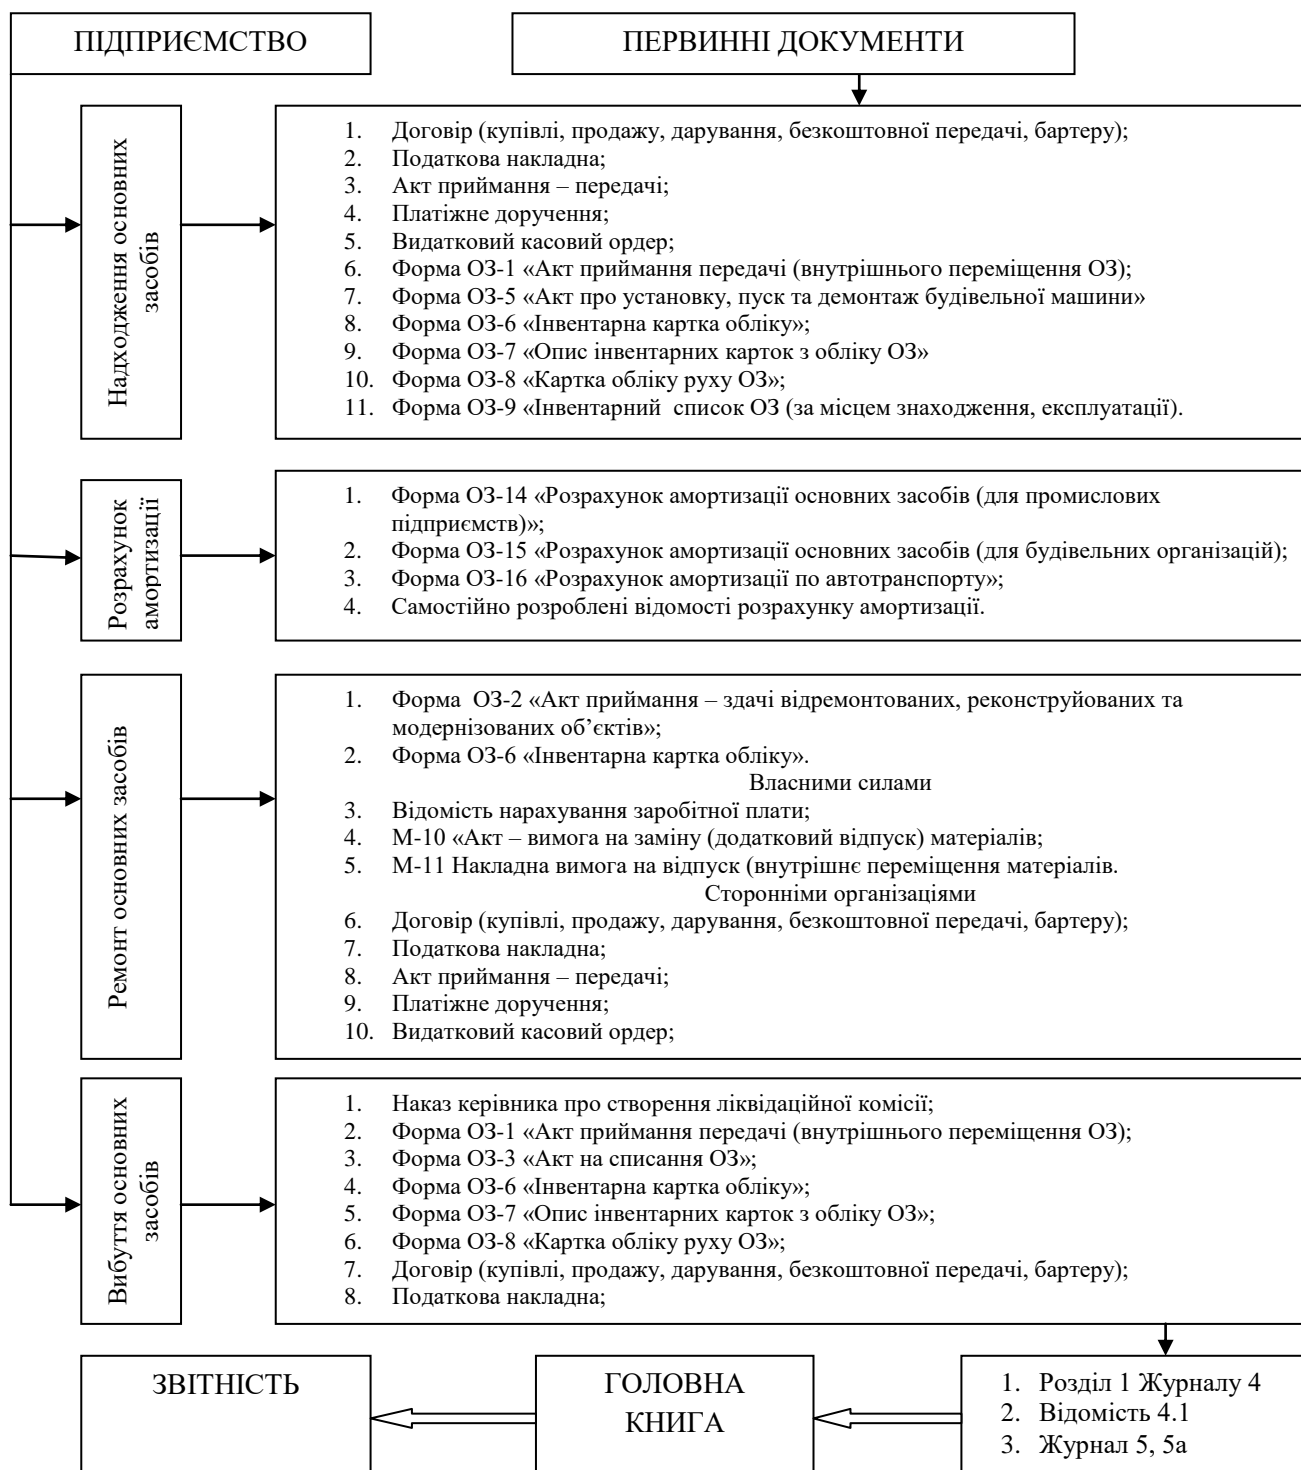 ПІДПРИЄМСТВО
ПЕРВИННІ ДОКУМЕНТИ
Надходження основних
засобів
1. Договір (купівлі, продажу, дарування, безкоштовної передачі, бартеру);
2. Податкова накладна;
3. Акт приймання – передачі;
4. Платіжне доручення;
5. Видатковий касовий ордер;
6. Форма ОЗ-1 «Акт приймання передачі (внутрішнього переміщення ОЗ);
7. Форма ОЗ-5 «Акт про установку, пуск та демонтаж будівельної машини»
8. Форма ОЗ-6 «Інвентарна картка обліку»;
9. Форма ОЗ-7 «Опис інвентарних карток з обліку ОЗ»
10. Форма ОЗ-8 «Картка обліку руху ОЗ»;
11. Форма ОЗ-9 «Інвентарний список ОЗ (за місцем знаходження, експлуатації).
Розрахунок
амортизації
1. Форма ОЗ-14 «Розрахунок амортизації основних засобів (для промислових
підприємств)»;
2. Форма ОЗ-15 «Розрахунок амортизації основних засобів (для будівельних організацій);
3. Форма ОЗ-16 «Розрахунок амортизації по автотранспорту»;
4. Самостійно розроблені відомості розрахунку амортизації.
Ремонт основних засобів
1. Форма ОЗ-2 «Акт приймання – здачі відремонтованих, реконструйованих та
модернізованих об’єктів»;
2. Форма ОЗ-6 «Інвентарна картка обліку».
Власними силами
3. Відомість нарахування заробітної плати;
4. М-10 «Акт – вимога на заміну (додатковий відпуск) матеріалів;
5. М-11 Накладна вимога на відпуск (внутрішнє переміщення матеріалів.
Сторонніми організаціями
6. Договір (купівлі, продажу, дарування, безкоштовної передачі, бартеру);
7. Податкова накладна;
8. Акт приймання – передачі;
9. Платіжне доручення;
10. Видатковий касовий ордер;
Вибуття основних
засобів
1. Наказ керівника про створення ліквідаційної комісії;
2. Форма ОЗ-1 «Акт приймання передачі (внутрішнього переміщення ОЗ);
3. Форма ОЗ-3 «Акт на списання ОЗ»;
4. Форма ОЗ-6 «Інвентарна картка обліку»;
5. Форма ОЗ-7 «Опис інвентарних карток з обліку ОЗ»;
6. Форма ОЗ-8 «Картка обліку руху ОЗ»;
7. Договір (купівлі, продажу, дарування, безкоштовної передачі, бартеру);
8. Податкова накладна;
ЗВІТНІСТЬ
ГОЛОВНА
КНИГА
1. Розділ 1 Журналу 4
2. Відомість 4.1
3. Журнал 5, 5а